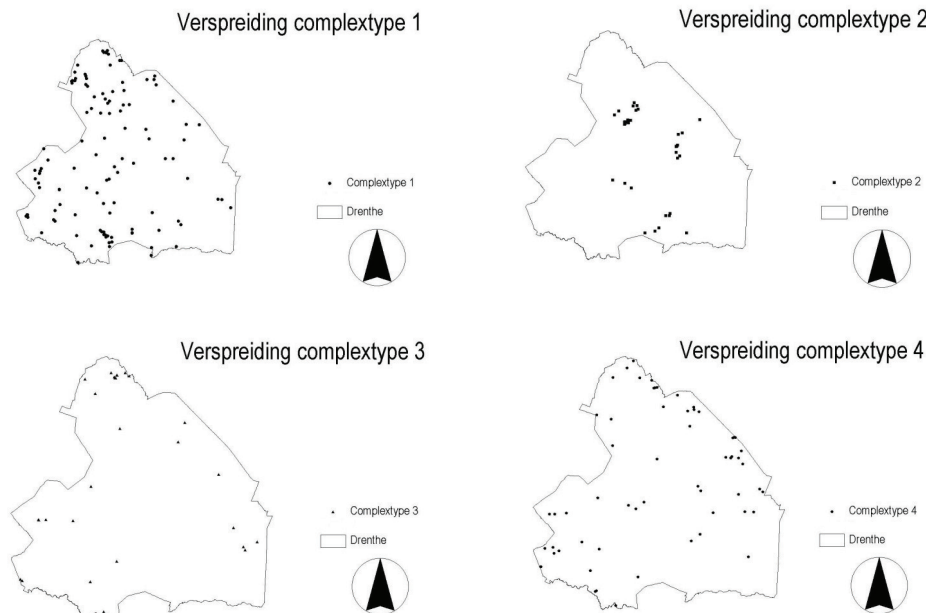 Verspreiding complextype 1
Complextype 1
Drenthe
Verspreiding complextype 2
Complextype 2
Drenthe
Verspreiding complextype 3
Complextype 3
Drenthe
Verspreiding complextype 4
Complextype 4
Drenthe